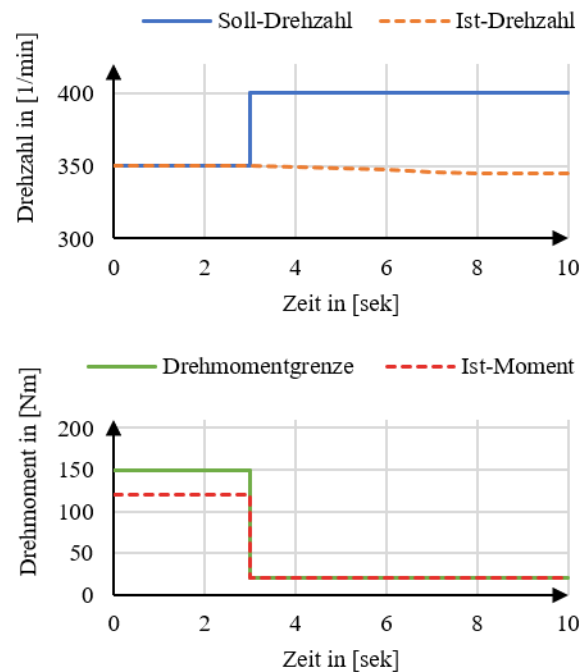 Soll-Drehzahl Ist-Drehzahl
Drehzahl in [1/min]
400
350
300
0 2 4 6 8 10
Zeit in [sek]
Drehmomentgrenze Ist-Moment
Drehmoment in [Nm]
200
150
100
50
0
0 2 4 6 8 10
Zeit in [sek]